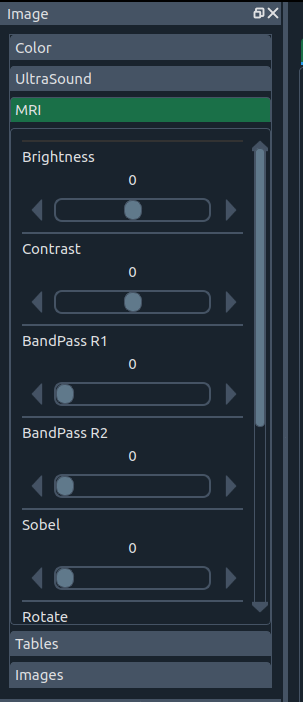 Image
Color
UltraSound
MRI
Brightness
0
Contrast
0
BandPass R1
0
BandPass R2
0
Sobel
0
Rotate
Tables
Images